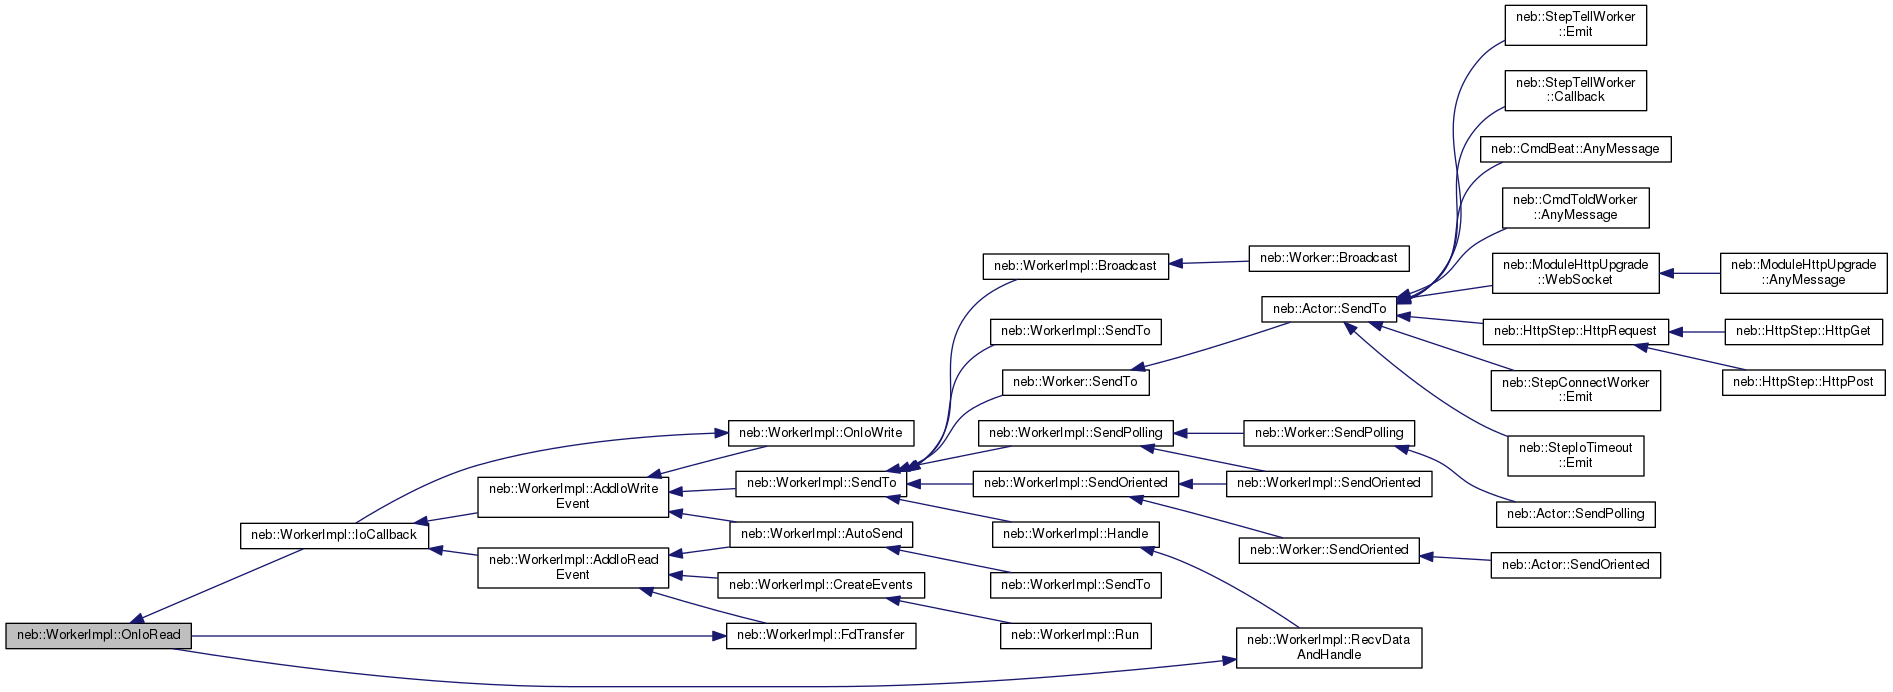 neb::StepTellWorker
::Emit
neb::StepTellWorker
::Callback
neb::CmdBeat::AnyMessage
neb::CmdToldWorker
::AnyMessage
neb::WorkerImpl::Broadcast
neb::Worker::Broadcast
neb::ModuleHttpUpgrade
::WebSocket
neb::ModuleHttpUpgrade
::AnyMessage
neb::Actor::SendTo
neb::WorkerImpl::SendTo
neb::HttpStep::HttpRequest
neb::HttpStep::HttpGet
neb::Worker::SendTo
neb::StepConnectWorker
::Emit
neb::HttpStep::HttpPost
neb::WorkerImpl::OnIoWrite
neb::WorkerImpl::SendPolling
neb::Worker::SendPolling
neb::StepIoTimeout
::Emit
neb::WorkerImpl::AddIoWrite
Event
neb::WorkerImpl::SendTo
neb::WorkerImpl::SendOriented
neb::WorkerImpl::SendOriented
neb::Actor::SendPolling
neb::WorkerImpl::IoCallback
neb::WorkerImpl::AutoSend
neb::WorkerImpl::Handle
neb::Worker::SendOriented
neb::Actor::SendOriented
neb::WorkerImpl::AddIoRead
Event
neb::WorkerImpl::CreateEvents
neb::WorkerImpl::SendTo
neb::WorkerImpl::OnIoRead
neb::WorkerImpl::FdTransfer
neb::WorkerImpl::Run
neb::WorkerImpl::RecvData
AndHandle